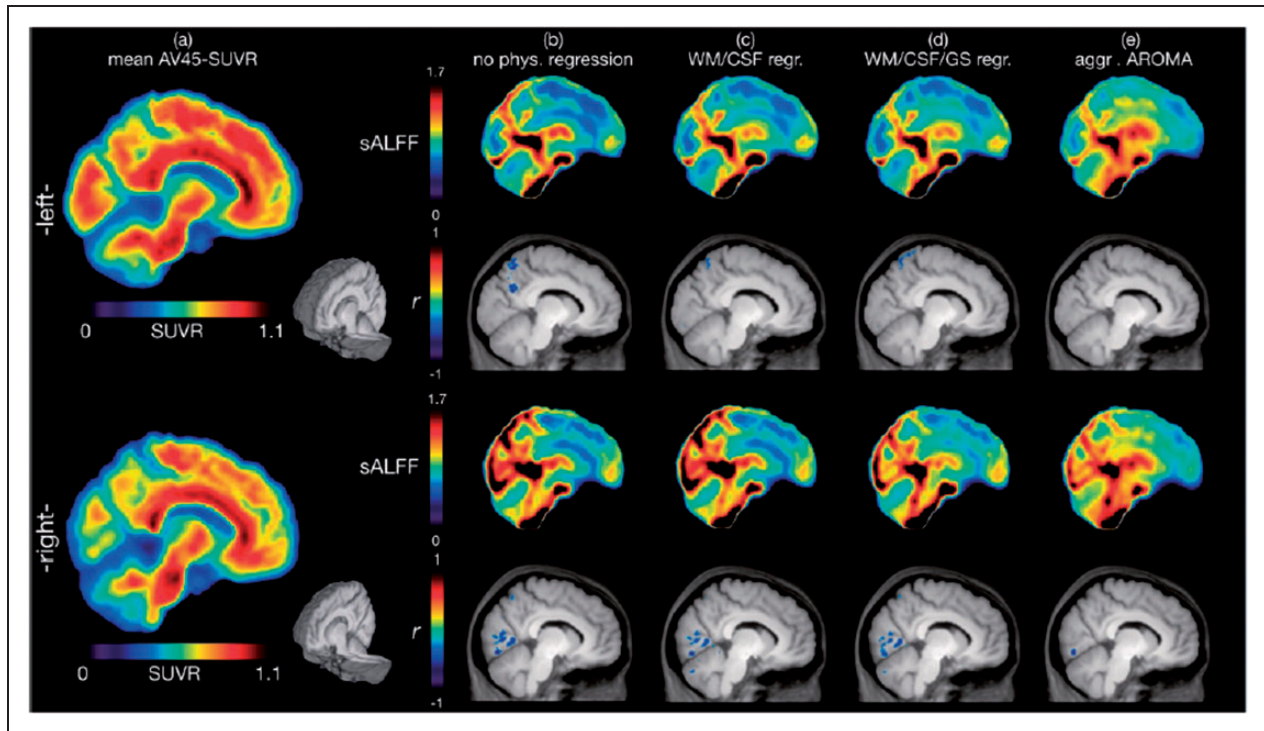 (a)
mean AV45-SUVR
(b)
no phys. regression
(c)
WM/CSF regr.
(d)
WM/CSF/GS regr.
(e)
aggr . AROMA
-left-
0
SUVR
1.1
1.7
sALFF
0
1
r
-1
-right-
0
SUVR
1.1
1.7
sALFF
0
1
r
-1